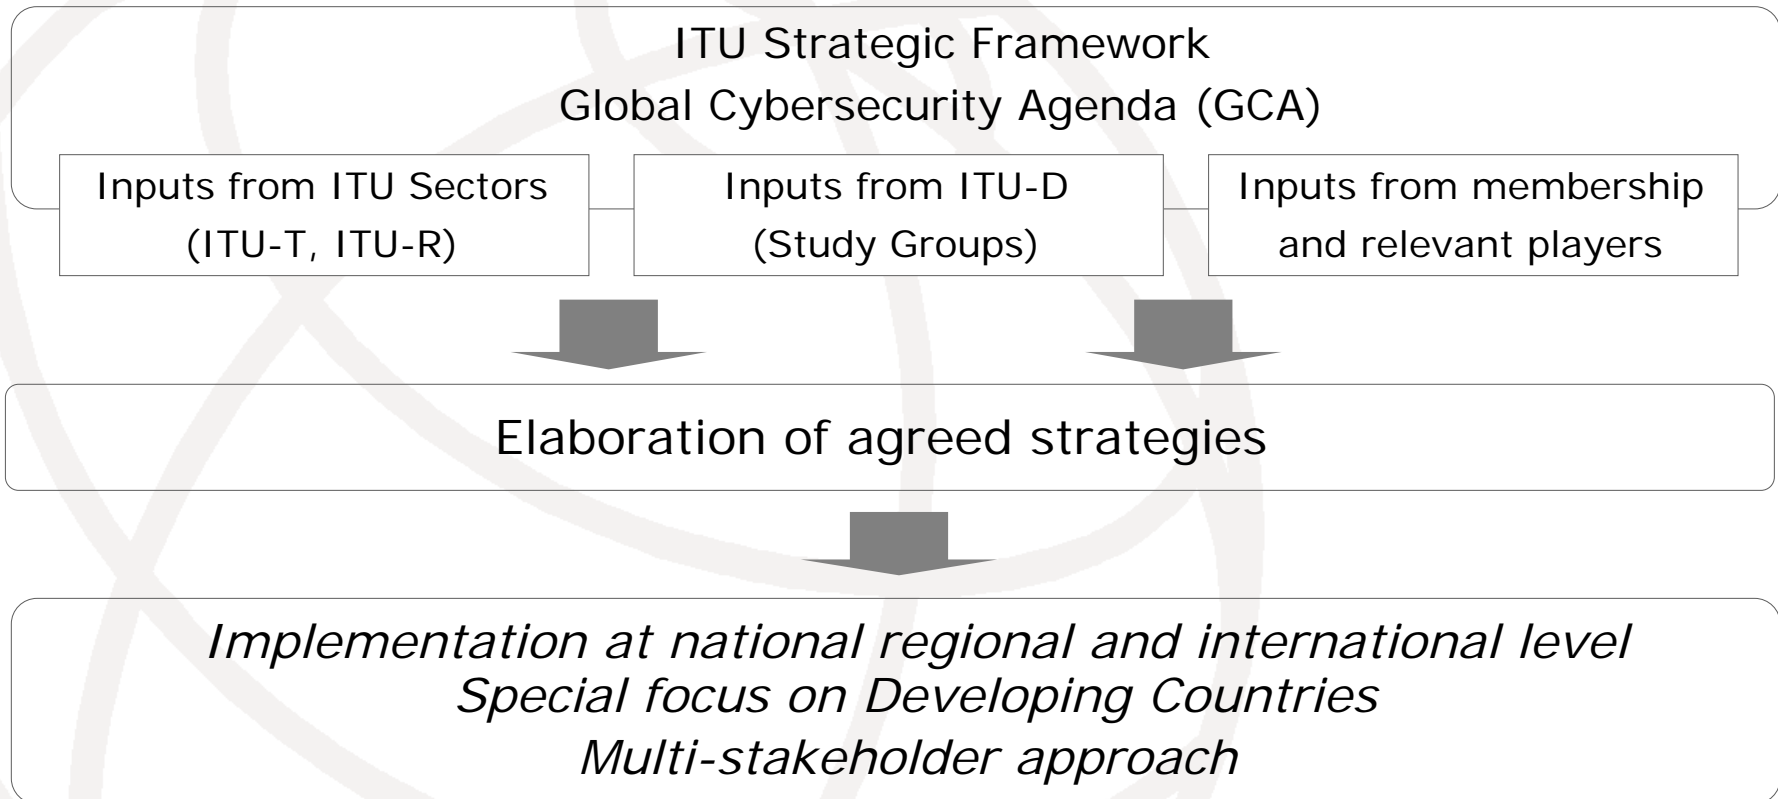 ITU Strategic Framework
Global Cybersecurity Agenda (GCA)
Inputs from ITU Sectors
(ITU-T, ITU-R)
Inputs from ITU-D
(Study Groups)
Inputs from membership
and relevant players
Elaboration of agreed strategies
Implementation at national regional and international level
Special focus on Developing Countries
Multi-stakeholder approach